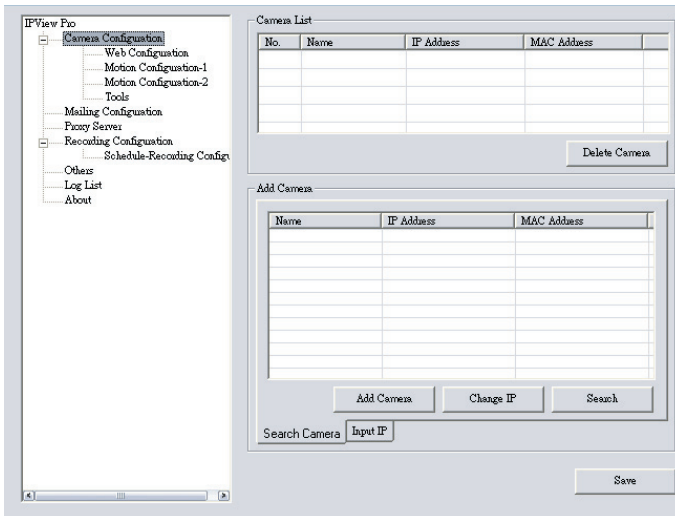 IPView Pro
Camera Configuration
Web Configuration
Motion Configuration-1
Motion Configuration-2
Tools
Mailing Configuration
Proxy Server
Recording Configuration
Schedule-Recording Configu
Others
Log List
About
Camera List
No. Name IP Address MAC Address
Delete Camera
Add Camera
Name IP Address MAC Address
Add Camera Change IP Search
Search Camera Input IP
Save